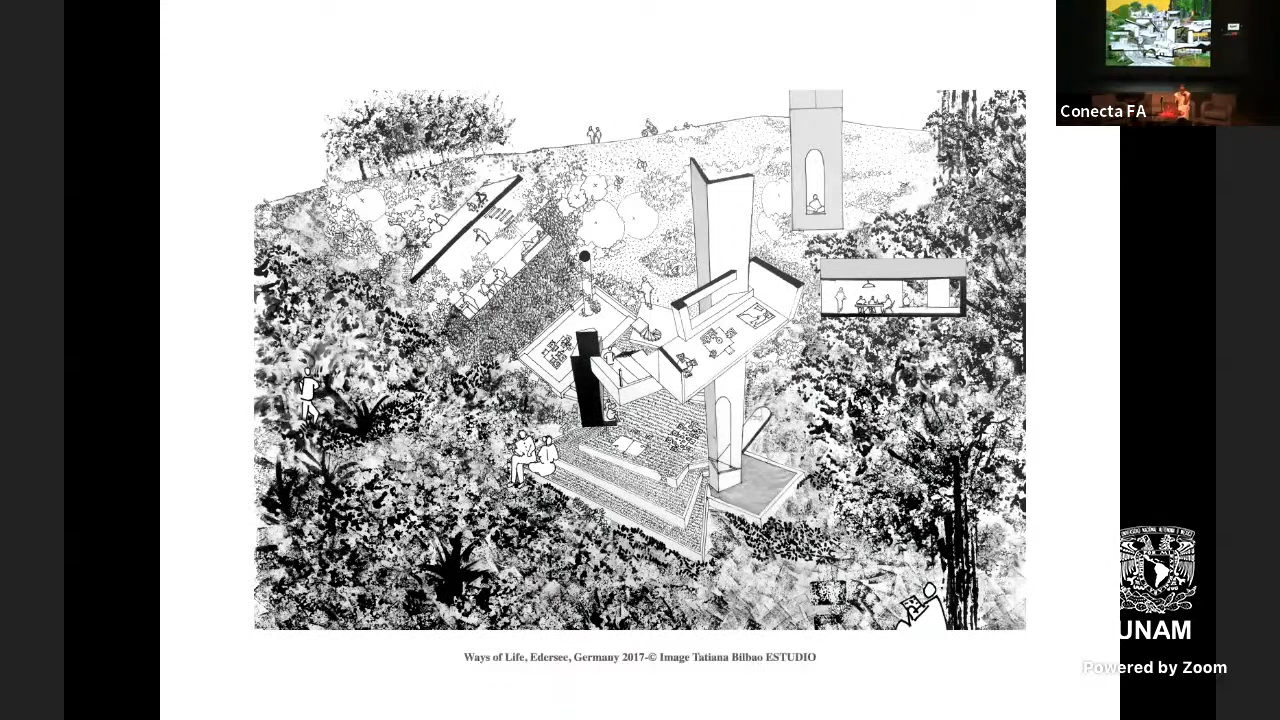 Conecta FA
Ways of Life, Edersee, Germany 2017-© Image Tatiana Bilbao ESTUDIO
UNAM
Powered by Zoom